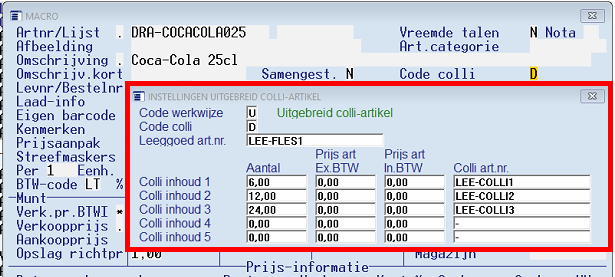 MACRO
Artnr/Lijst . DRA-COCACOLA025 Vreemde talen N Nota
Afbeelding Art.categorie
Omschrijving . Coca-Cola 25cl
Omschrijv.kort Samengest. N Code colli D
Levnr/Bestelnr
INSTELLINGEN UITGEBREID COLLI-ARTIKEL
Laad-info
Eigen barcode
Kenmerken
Prijsaanpak
Streefmaskers
Per 1 Eenh.
BTW-code LT %
Munt
Verk.pr.BTWI *
Verkoopprijs .
Aankoopprijs
Code werkwijze U Uitgebreid colli-artikel
Code colli D
Leeggoed art.nr. LEE-FLES1
Prijs art Prijs art
Aantal Ex.BTW In.BTW Colli art.nr.
Colli inhoud 1 6,00 0,00 0,00 LEE-COLLI1
Colli inhoud 2 12,00 0,00 0,00 LEE-COLLI2
Colli inhoud 3 24,00 0,00 0,00 LEE-COLLI3
Colli inhoud 4 0,00 0,00 0,00 -
Colli inhoud 5 0,00 0,00 0,00 -
Opslag richtpr 1,00 Magazijn
Prijs-informatie